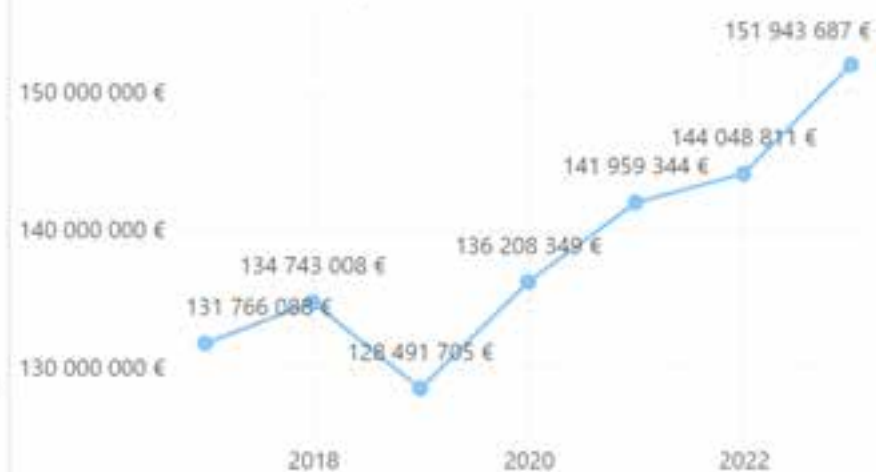 151 943 687 €
150 000 000 €
144 048 811 €
141 959 344 €
140 000 000 €
136 208 349 €
134 743 008 €
131 766 088 €
128 491 705 €
130 000 000 €
2018
2020
2022